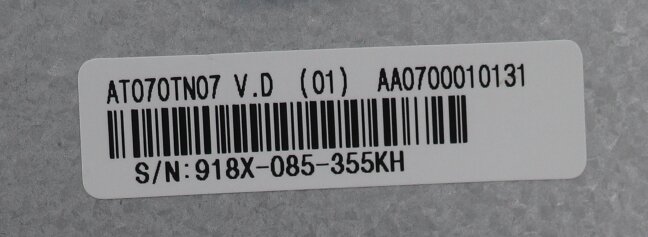 AT070TN07 V.D (01) AA0700010131
S/N:918X-085-355KH